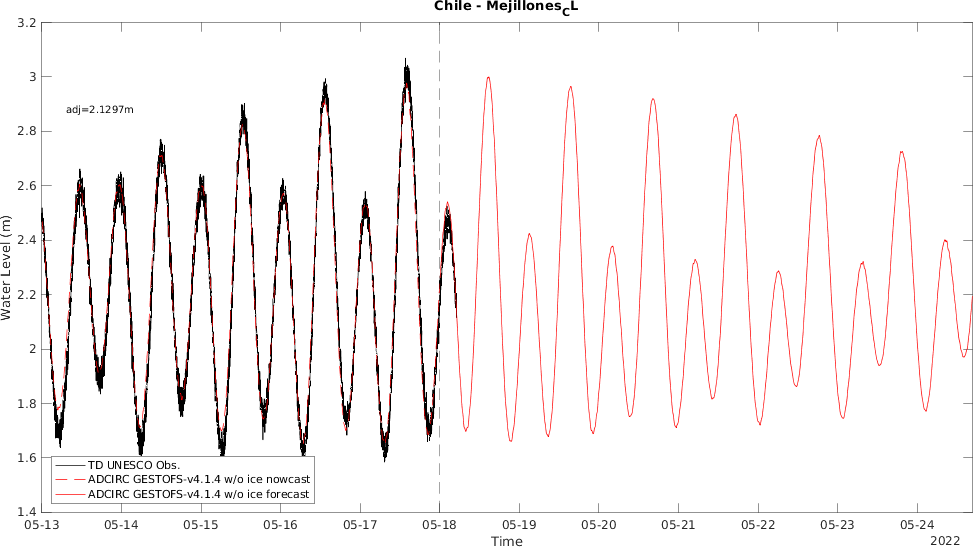 Chile - Mejillones_CL
3.2
3
2.8
2.6
2.4
2.2
2
1.8
1.6
1.4
Water Level (m)
adj=2.1297m
TD UNESCO Obs.
ADCIRC GESTOFS-v4.1.4 w/o ice nowcast
ADCIRC GESTOFS-v4.1.4 w/o ice forecast
05-13 05-14 05-15 05-16 05-17 05-18 05-19 05-20 05-21 05-22 05-23 05-24
Time
2022